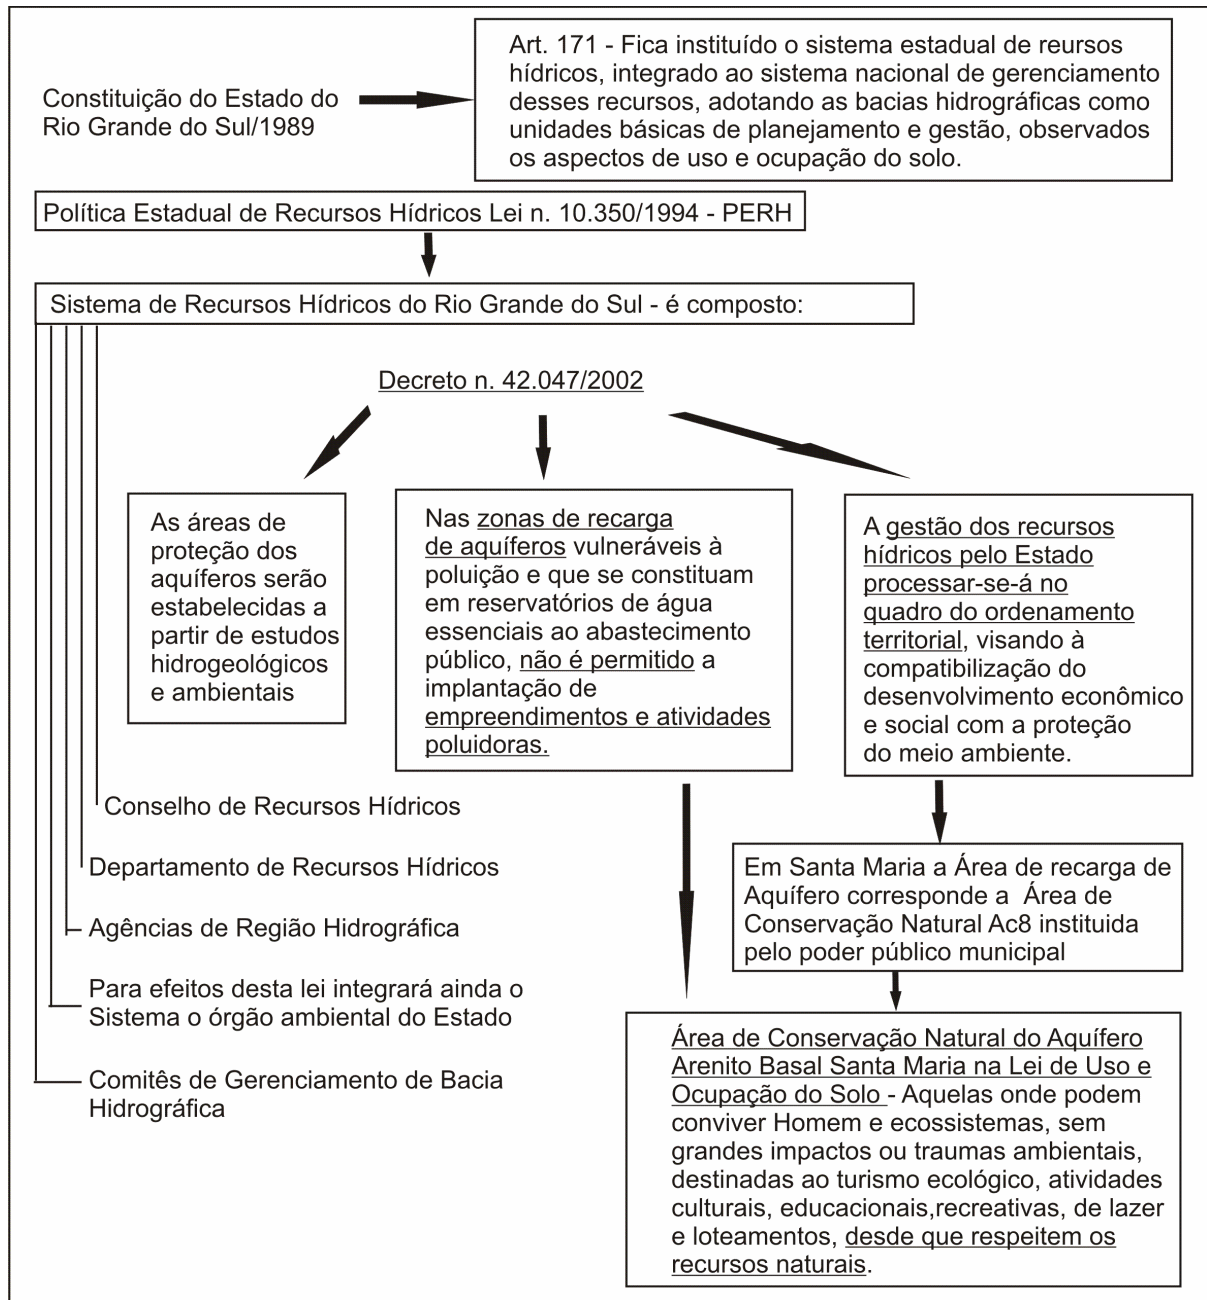 Constituição do Estado do
Rio Grande do Sul/1989
Art. 171 - Fica instituído o sistema estadual de reursos
hídricos, integrado ao sistema nacional de gerenciamento
desses recursos, adotando as bacias hidrográficas como
unidades básicas de planejamento e gestão, observados
os aspectos de uso e ocupação do solo.
Política Estadual de Recursos Hídricos Lei n. 10.350/1994 - PERH
Sistema de Recursos Hídricos do Rio Grande do Sul - é composto:
Decreto n. 42.047/2002
As áreas de
proteção dos
aquíferos serão
estabelecidas a
partir de estudos
hidrogeológicos
e ambientais
Nas zonas de recarga
de aquíferos vulneráveis à
poluição e que se constituam
em reservatórios de água
essenciais ao abastecimento
público, não é permitido a
implantação de
empreendimentos e atividades
poluidoras.
A gestão dos recursos
hídricos pelo Estado
processar-se-á no
quadro do ordenamento
territorial, visando à
compatibilização do
desenvolvimento econômico
e social com a proteção
do meio ambiente.
Conselho de Recursos Hídricos
Departamento de Recursos Hídricos
Agências de Região Hidrográfica
Para efeitos desta lei integrará ainda o
Sistema o órgão ambiental do Estado
Comitês de Gerenciamento de Bacia
Hidrográfica
Em Santa Maria a Área de recarga de
Aquífero corresponde a Área de
Conservação Natural Ac8 instituida
pelo poder público municipal
Área de Conservação Natural do Aquífero
Arenito Basal Santa Maria na Lei de Uso e
Ocupação do Solo - Aquelas onde podem
conviver Homem e ecossistemas, sem
grandes impactos ou traumas ambientais,
destinadas ao turismo ecológico, atividades
culturais, educacionais,recreativas, de lazer
e loteamentos, desde que respeitem os
recursos naturais.